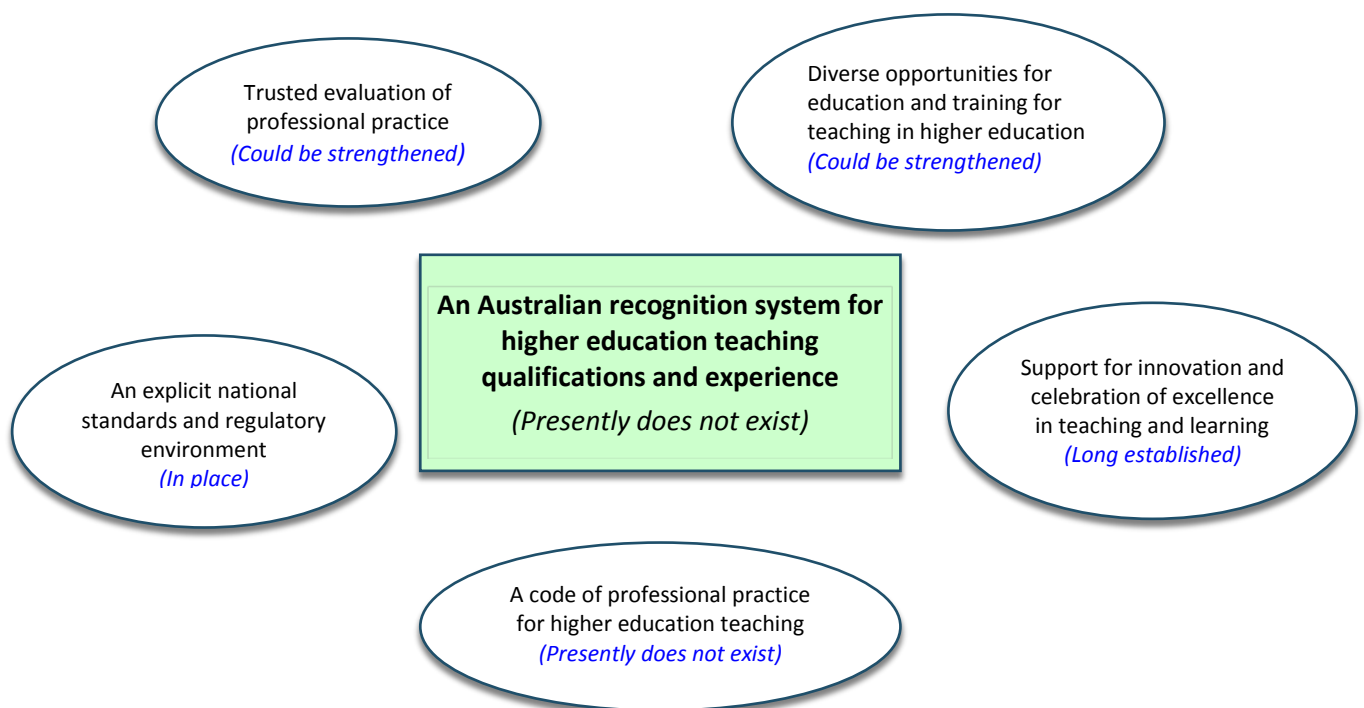 Trusted evaluation of
professional practice
(Could be strengthened)
Diverse opportunities for
education and training for
teaching in higher education
(Could be strengthened)
An Australian recognition system for
higher education teaching
qualifications and experience
(Presently does not exist)
An explicit national
standards and regulatory
environment
(In place)
Support for innovation and
celebration of excellence
in teaching and learning
(Long established)
A code of professional practice
for higher education teaching
(Presently does not exist)